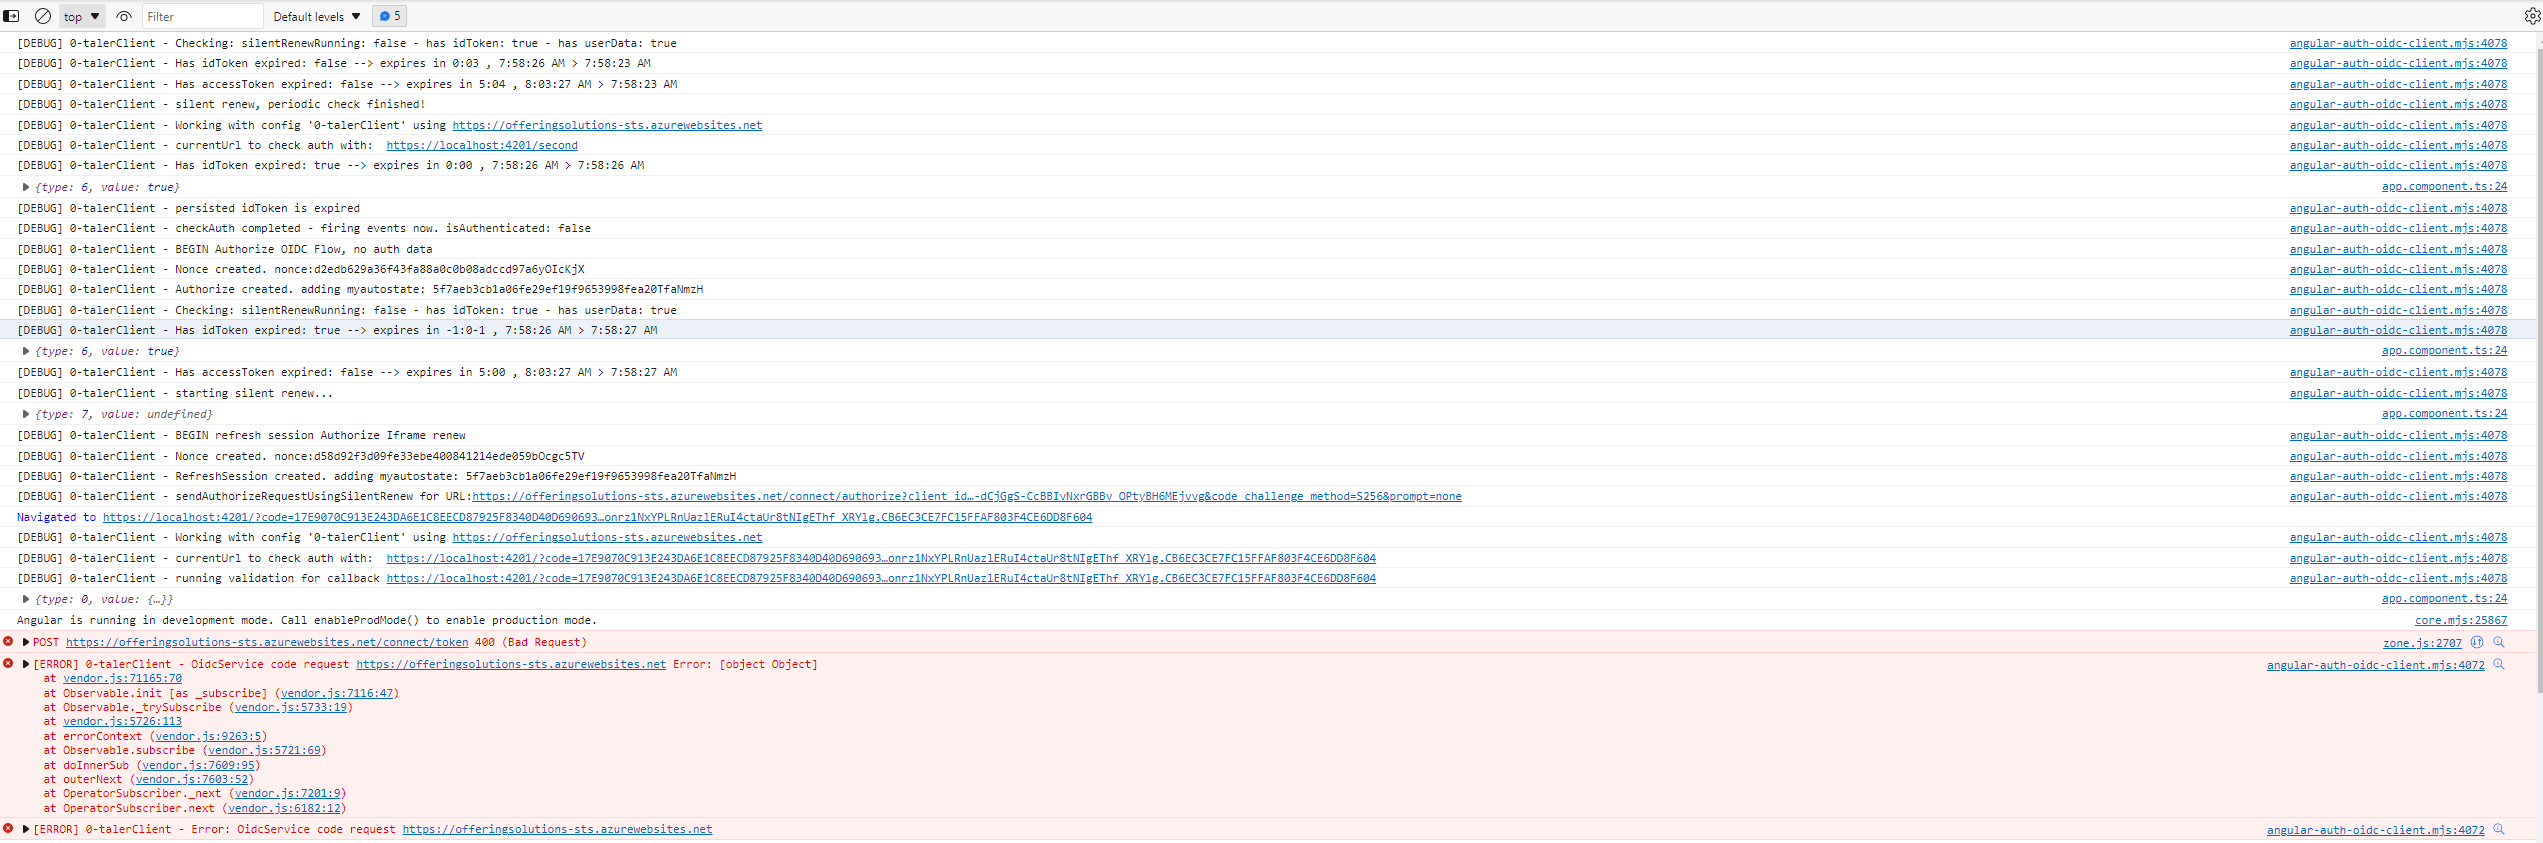 top Filter Default levels 5
[DEBUG] 0-talerClient - Checking: silentRenewRunning: false - has idToken: true - has userData: true angular-auth-oidc-client.mjs:4078
[DEBUG] 0-talerClient - Has idToken expired: false --> expires in 0:03 , 7:58:26 AM > 7:58:23 AM angular-auth-oidc-client.mjs:4078
[DEBUG] 0-talerClient - Has accessToken expired: false --> expires in 5:04 , 8:03:27 AM > 7:58:23 AM angular-auth-oidc-client.mjs:4078
[DEBUG] 0-talerClient - silent renew, periodic check finished! angular-auth-oidc-client.mjs:4078
[DEBUG] 0-talerClient - Working with config '0-talerClient' using https://offeringsolutions-sts.azurewebsites.net angular-auth-oidc-client.mjs:4078
[DEBUG] 0-talerClient - currentUrl to check auth with: https://localhost:4201/second angular-auth-oidc-client.mjs:4078
[DEBUG] 0-talerClient - Has idToken expired: true --> expires in 0:00 , 7:58:26 AM > 7:58:26 AM angular-auth-oidc-client.mjs:4078
{type: 6, value: true} app.component.ts:24
[DEBUG] 0-talerClient - persisted idToken is expired angular-auth-oidc-client.mjs:4078
[DEBUG] 0-talerClient - checkAuth completed - firing events now. isAuthenticated: false angular-auth-oidc-client.mjs:4078
[DEBUG] 0-talerClient - BEGIN Authorize OIDC Flow, no auth data angular-auth-oidc-client.mjs:4078
[DEBUG] 0-talerClient - Nonce created. nonce:d2edb629a36f43fa88a0c0b08adccd97a6yOIcKjX angular-auth-oidc-client.mjs:4078
[DEBUG] 0-talerClient - Authorize created. adding myautostate: 5f7aeb3cb1a06fe29ef19f9653998fea20TfaNmzH angular-auth-oidc-client.mjs:4078
[DEBUG] 0-talerClient - Checking: silentRenewRunning: false - has idToken: true - has userData: true angular-auth-oidc-client.mjs:4078
[DEBUG] 0-talerClient - Has idToken expired: true --> expires in -1:0-1 , 7:58:26 AM > 7:58:27 AM angular-auth-oidc-client.mjs:4078
{type: 6, value: true} app.component.ts:24
[DEBUG] 0-talerClient - Has accessToken expired: false --> expires in 5:00 , 8:03:27 AM > 7:58:27 AM angular-auth-oidc-client.mjs:4078
[DEBUG] 0-talerClient - starting silent renew... angular-auth-oidc-client.mjs:4078
{type: 7, value: undefined} app.component.ts:24
[DEBUG] 0-talerClient - BEGIN refresh session Authorize Iframe renew angular-auth-oidc-client.mjs:4078
[DEBUG] 0-talerClient - Nonce created. nonce:d58d92f3d09fe33ebe400841214ede059bOcgc5TV angular-auth-oidc-client.mjs:4078
[DEBUG] 0-talerClient - RefreshSession created. adding myautostate: 5f7aeb3cb1a06fe29ef19f9653998fea20TfaNmzH angular-auth-oidc-client.mjs:4078
[DEBUG] 0-talerClient - sendAuthorizeRequestUsingSilentRenew for URL:https://offeringsolutions-sts.azurewebsites.net/connect/authorize?client_id…-dCjGgS-CcBBIvNxrGBBv_OPtyBH6MEjvvg&code_challenge_method=S256&prompt=none angular-auth-oidc-client.mjs:4078
Navigated to https://localhost:4201/?code=17E9070C913E243DA6E1C8EECD87925F8340D40D690693…onrz1NxYPLRnUazlERuI4ctaUr8tNIgEThf_XRYlg.CB6EC3CE7FC15FFAF803F4CE6DD8F604
[DEBUG] 0-talerClient - Working with config '0-talerClient' using https://offeringsolutions-sts.azurewebsites.net angular-auth-oidc-client.mjs:4078
[DEBUG] 0-talerClient - currentUrl to check auth with: https://localhost:4201/?code=17E9070C913E243DA6E1C8EECD87925F8340D40D690693…onrz1NxYPLRnUazlERuI4ctaUr8tNIgEThf_XRYlg.CB6EC3CE7FC15FFAF803F4CE6DD8F604 angular-auth-oidc-client.mjs:4078
[DEBUG] 0-talerClient - running validation for callback https://localhost:4201/?code=17E9070C913E243DA6E1C8EECD87925F8340D40D690693…onrz1NxYPLRnUazlERuI4ctaUr8tNIgEThf_XRYlg.CB6EC3CE7FC15FFAF803F4CE6DD8F604 angular-auth-oidc-client.mjs:4078
{type: 0, value: {…}} app.component.ts:24
Angular is running in development mode. Call enableProdMode() to enable production mode. core.mjs:25867
POST https://offeringsolutions-sts.azurewebsites.net/connect/token 400 (Bad Request) zone.js:2707
[ERROR] 0-talerClient - OidcService code request https://offeringsolutions-sts.azurewebsites.net Error: [object Object] angular-auth-oidc-client.mjs:4072
at vendor.js:71165:70
at Observable.init [as _subscribe] (vendor.js:7116:47)
at Observable._trySubscribe (vendor.js:5733:19)
at vendor.js:5726:113
at errorContext (vendor.js:9263:5)
at Observable.subscribe (vendor.js:5721:69)
at doInnerSub (vendor.js:7609:95)
at outerNext (vendor.js:7603:52)
at OperatorSubscriber._next (vendor.js:7201:9)
at OperatorSubscriber.next (vendor.js:6182:12)
[ERROR] 0-talerClient - Error: OidcService code request https://offeringsolutions-sts.azurewebsites.net angular-auth-oidc-client.mjs:4072